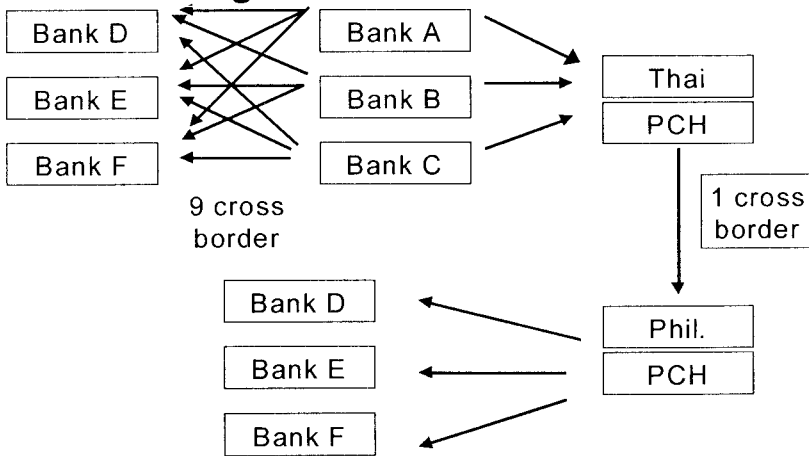 Bank D
Bank A
Bank E
Bank B
Thai
PCH
Bank F
Bank C
9 cross
border
1 cross
border
Bank D
Phil.
Bank E
PCH
Bank F